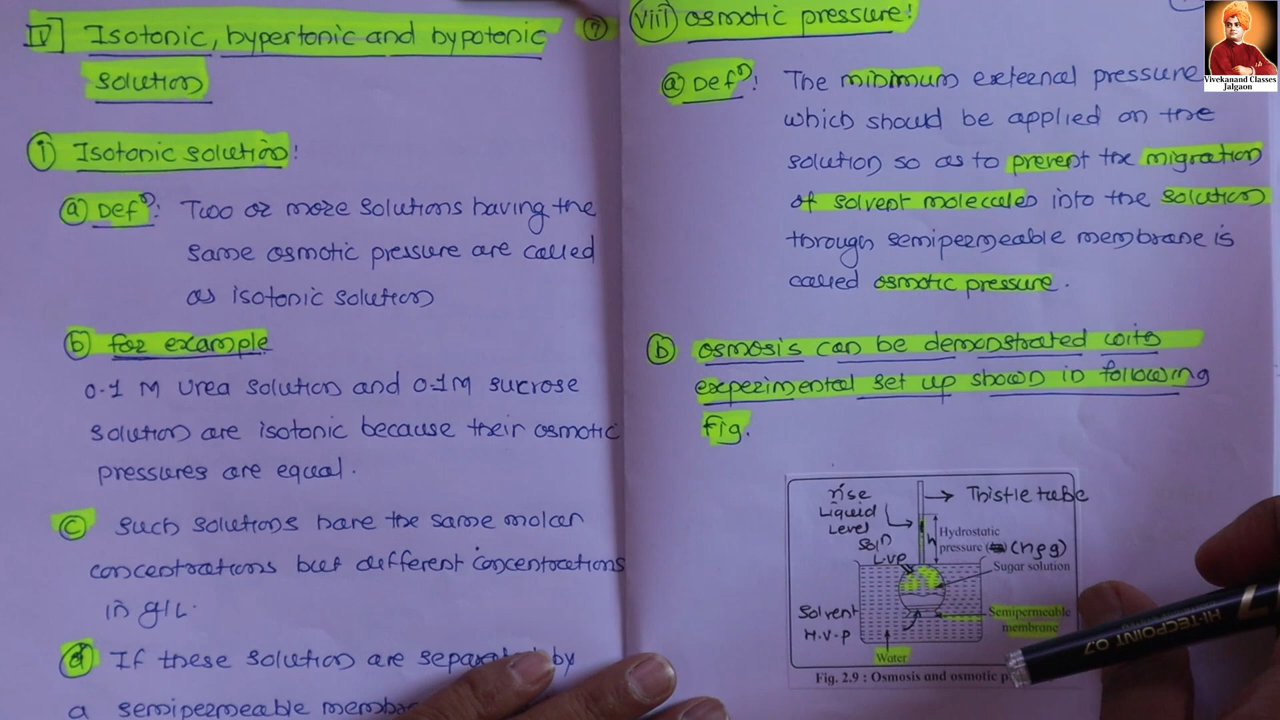 IV] Isotonic, hypertonic and hypotonic
solution
i) Isotonic solution:
a) Defn: Two or more solutions having the
same osmotic pressure are called
as isotonic solution
b) for example
0.1 M Urea solution and 0.1M sucrose
solution are isotonic because their osmotic
pressures are equal.
c) such solutions have the same molar
concentrations but different concentrations
in g/L.
d) If these solution are separated by
a semipermeable
7
viii) osmotic pressure:
a) Defn: The minimum external pressure
which should be applied on the
solution so as to prevent the migration
of solvent molecules into the solution
through semipermeable membrane is
called osmotic pressure.
b) osmosis can be demonstrated with
experimental set up shown in following
fig.
rise
Liquid
Level
Thistle tube
h
Hydrostatic
pressure (hρg)
Soln
L.V.P
Sugar solution
Solvent
H.V.P
Semipermeable
membrane
Water
Fig. 2.9 : Osmosis and osmotic
Vivekanand Classes
Jalgaon
HI-TECPOINT 0.7